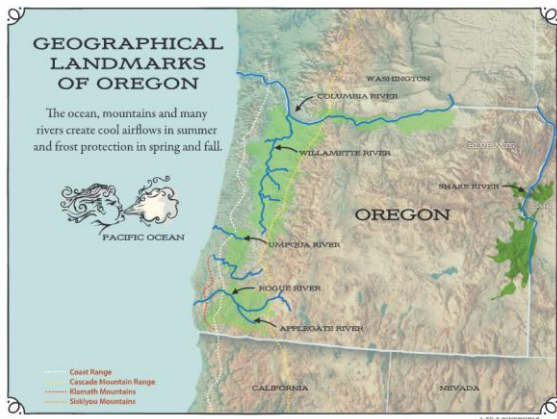 GEOGRAPHICAL
LANDMARKS
OF OREGON
The ocean, mountains and many
rivers create cool airflows in summer
and frost protection in spring and fall.
PACIFIC OCEAN
WASHINGTON
COLUMBIA RIVER
WILLAMETTE RIVER
BLUE MTS
SNAKE RIVER
OREGON
UMPQUA RIVER
ROGUE RIVER
APPLEGATE RIVER
CALIFORNIA
NEVADA
Coast Range
Cascade Mountain Range
Klamath Mountains
Siskiyou Mountains